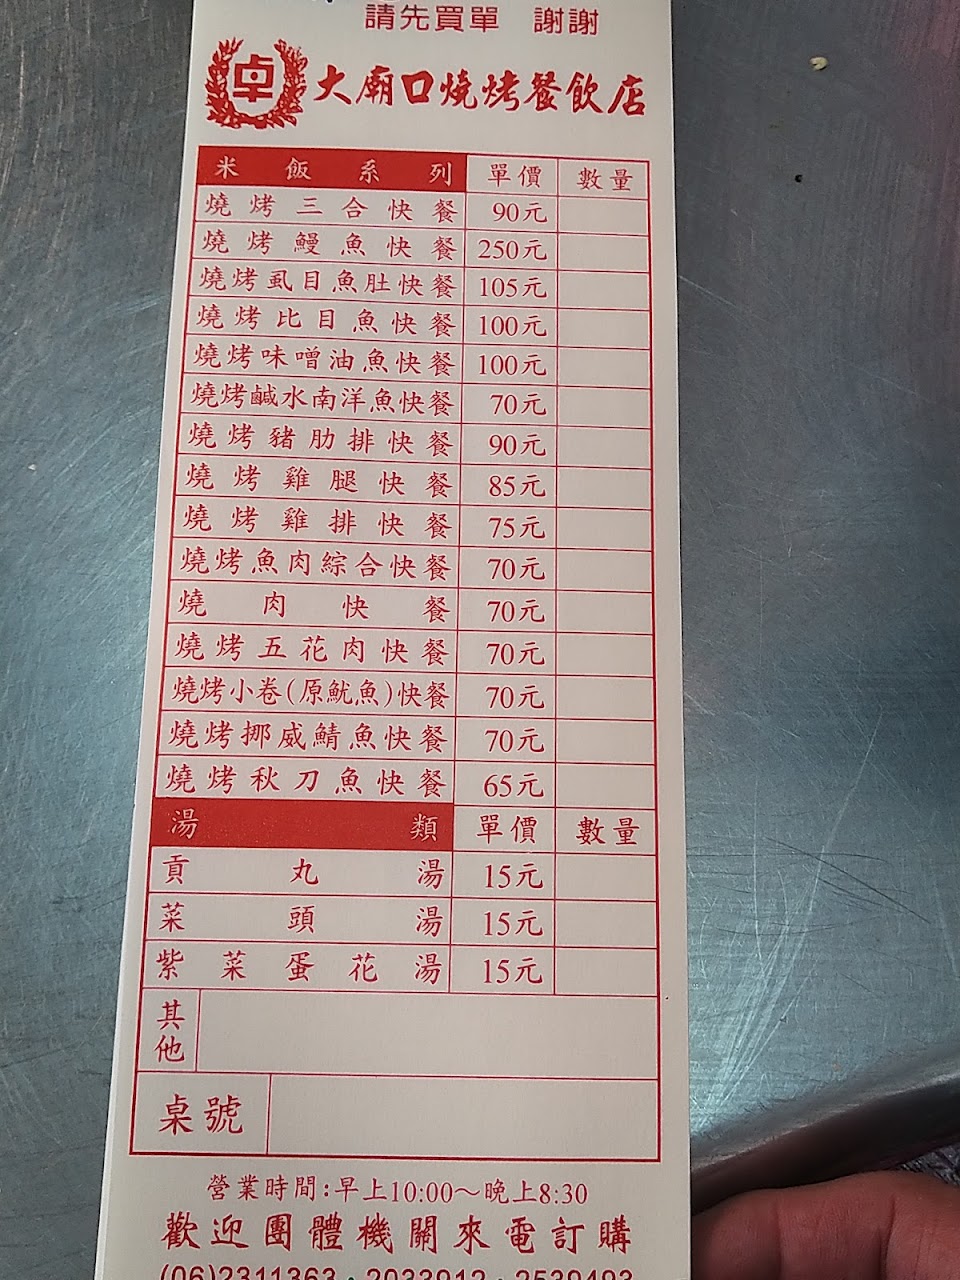 請先買單 謝謝
卓 大廟口燒烤餐飲店
米飯系列 單價 數量
燒烤三合快餐 90元
燒烤鰻魚快餐 250元
燒烤虱目魚肚快餐 105元
燒烤比目魚快餐 100元
燒烤味噌油魚快餐 100元
燒烤鹹水南洋魚快餐 70元
燒烤豬肋排快餐 90元
燒烤雞腿快餐 85元
燒烤雞排快餐 75元
燒烤魚肉綜合快餐 70元
燒肉快餐 70元
燒烤五花肉快餐 70元
燒烤小卷(原魷魚)快餐 70元
燒烤挪威鯖魚快餐 70元
燒烤秋刀魚快餐 65元
湯類 單價 數量
貢丸湯 15元
菜頭湯 15元
紫菜蛋花湯 15元
其他
桌號
營業時間:早上10:00～晚上8:30
歡迎團體機關來電訂購
(06)2311363·2033912·2539493